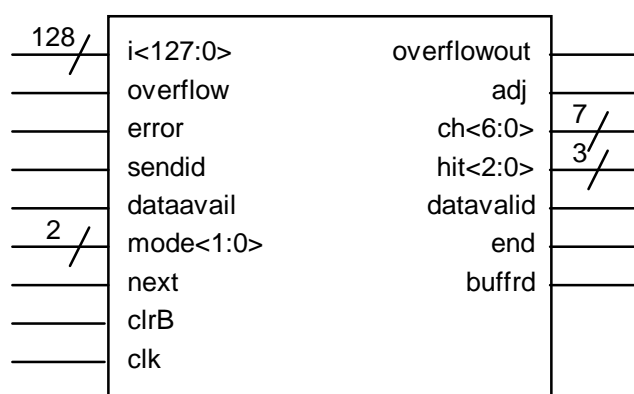 128 i<127:0> overflowout
overflow adj
error ch<6:0> 7
sendid hit<2:0> 3
dataavail datavalid
2 mode<1:0> end
next buffrd
clrB
clk